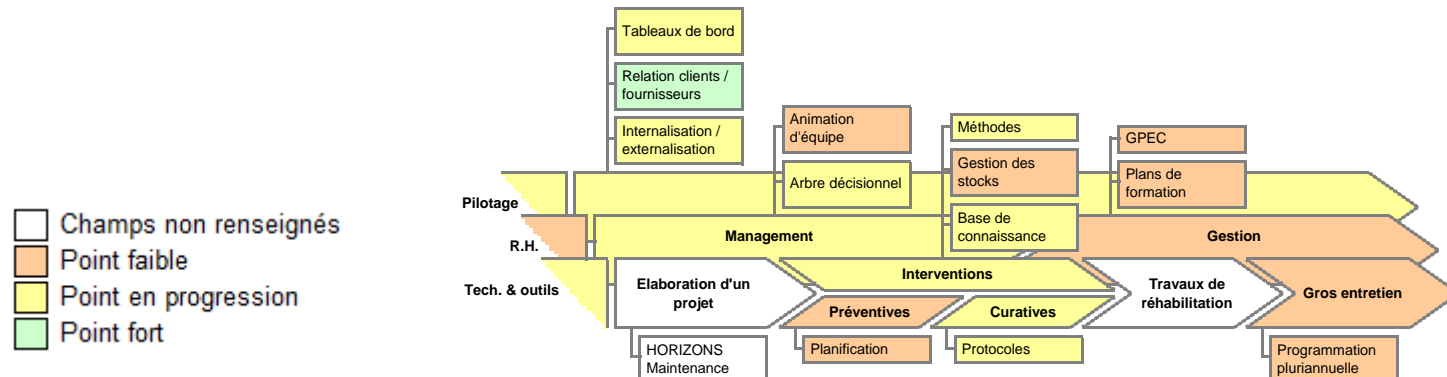 Tableaux de bord
Relation clients /
fournisseurs
Internalisation /
externalisation
Animation
d'équipe
Arbre décisionnel
Méthodes
Gestion des
stocks
Base de
connaissance
GPEC
Plans de
formation
Pilotage
R.H.
Management
Gestion
Tech. & outils
Elaboration d'un
projet
Interventions
Préventives
Curatives
Travaux de
réhabilitation
Gros entretien
HORIZONS
Maintenance
Planification
Protocoles
Programmation
pluriannuelle
Champs non renseignés
Point faible
Point en progression
Point fort